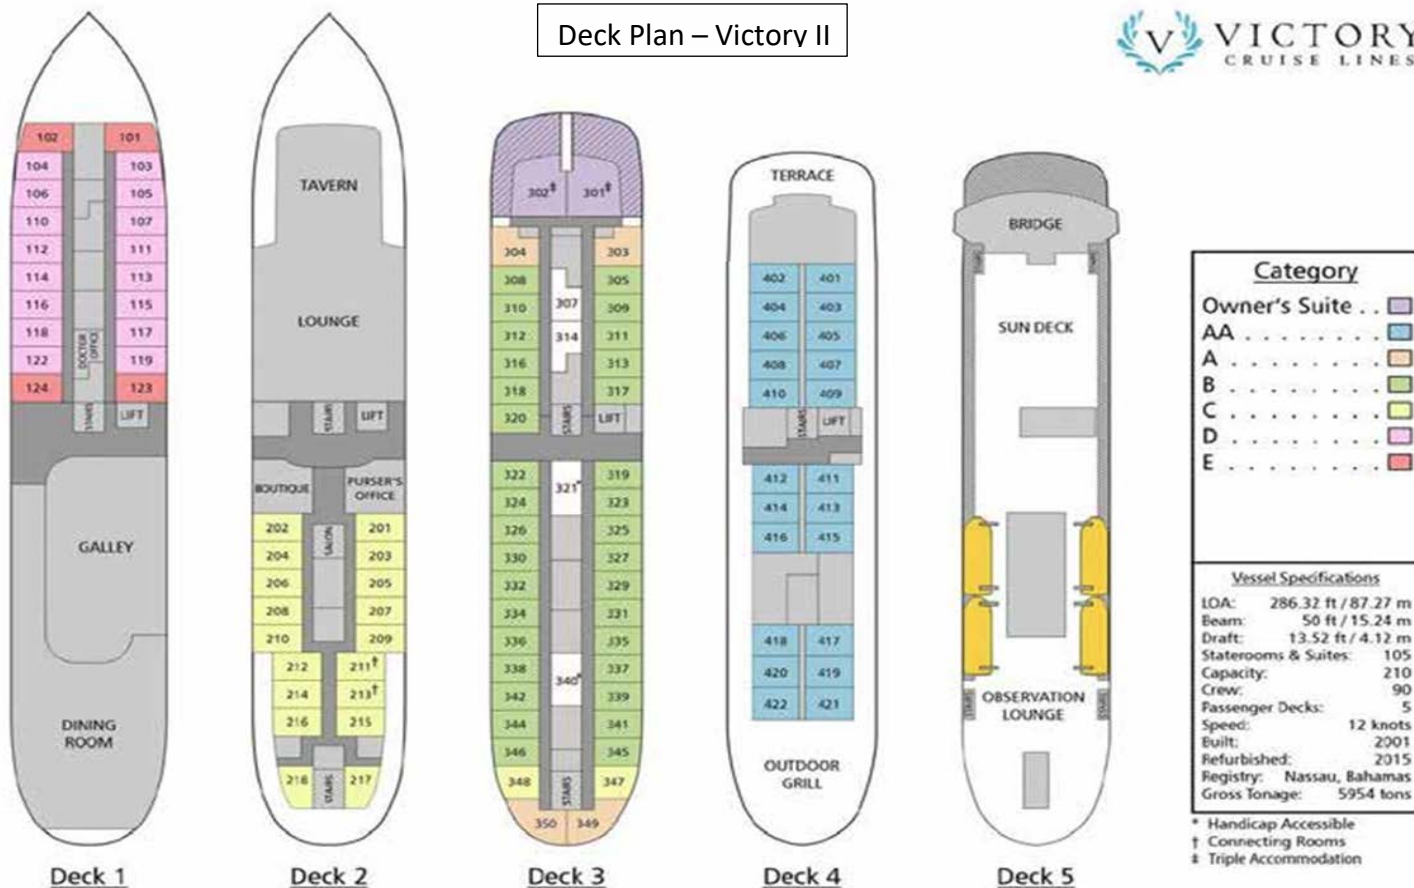 Deck Plan – Victory II
VICTORY
CRUISE LINES
V
102 101
104 103
106 105
110 107
112 111
114 113
116 115
118 117
122 119
124 123
DOCTER OFFICE
STAIRS LIFT
GALLEY
DINING
ROOM
Deck 1
TAVERN
LOUNGE
STAIRS LIFT
BOUTIQUE PURSER'S
OFFICE
SALON
202 201
204 203
206 205
208 207
210 209
212 211†
214 213†
216 215
218 STAIRS 217
Deck 2
302‡ 301‡
304 303
308 305
307
310 309
312 314 311
316 313
318 317
320 STAIRS LIFT
322 319
321*
324 323
326 325
330 327
332 329
334 331
336 335
338 337
340*
342 339
344 341
346 345
348 STAIRS 347
350 349
Deck 3
TERRACE
402 401
404 403
406 405
408 407
410 409
STAIRS LIFT
412 411
414 413
416 415
418 417
420 419
422 421
OUTDOOR
GRILL
Deck 4
BRIDGE
STAIRS STAIRS
SUN DECK
OBSERVATION
LOUNGE
STAIRS STAIRS
Deck 5
Category
Owner's Suite . .
AA . . . . . . . .
A . . . . . . . . .
B . . . . . . . . .
C . . . . . . . . .
D . . . . . . . . .
E . . . . . . . . .
Vessel Specifications
LOA: 286.32 ft / 87.27 m
Beam: 50 ft / 15.24 m
Draft: 13.52 ft / 4.12 m
Staterooms & Suites: 105
Capacity: 210
Crew: 90
Passenger Decks: 5
Speed: 12 knots
Built: 2001
Refurbished: 2015
Registry: Nassau, Bahamas
Gross Tonage: 5954 tons
* Handicap Accessible
† Connecting Rooms
‡ Triple Accommodation